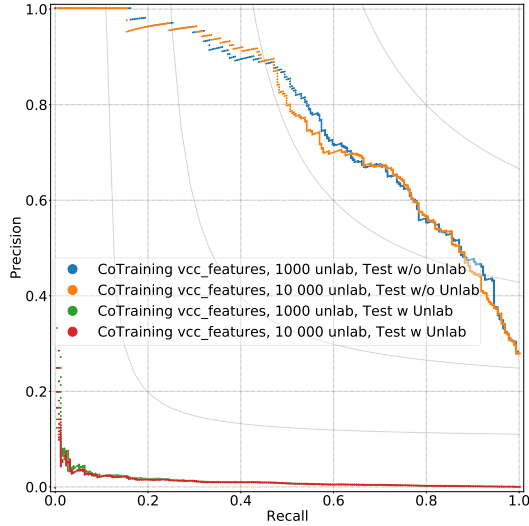 1.0
0.8
0.6
0.4
0.2
0.0
Precision
CoTraining vcc_features, 1000 unlab, Test w/o Unlab
CoTraining vcc_features, 10 000 unlab, Test w/o Unlab
CoTraining vcc_features, 1000 unlab, Test w Unlab
CoTraining vcc_features, 10 000 unlab, Test w Unlab
0.0 0.2 0.4 0.6 0.8 1.0
Recall